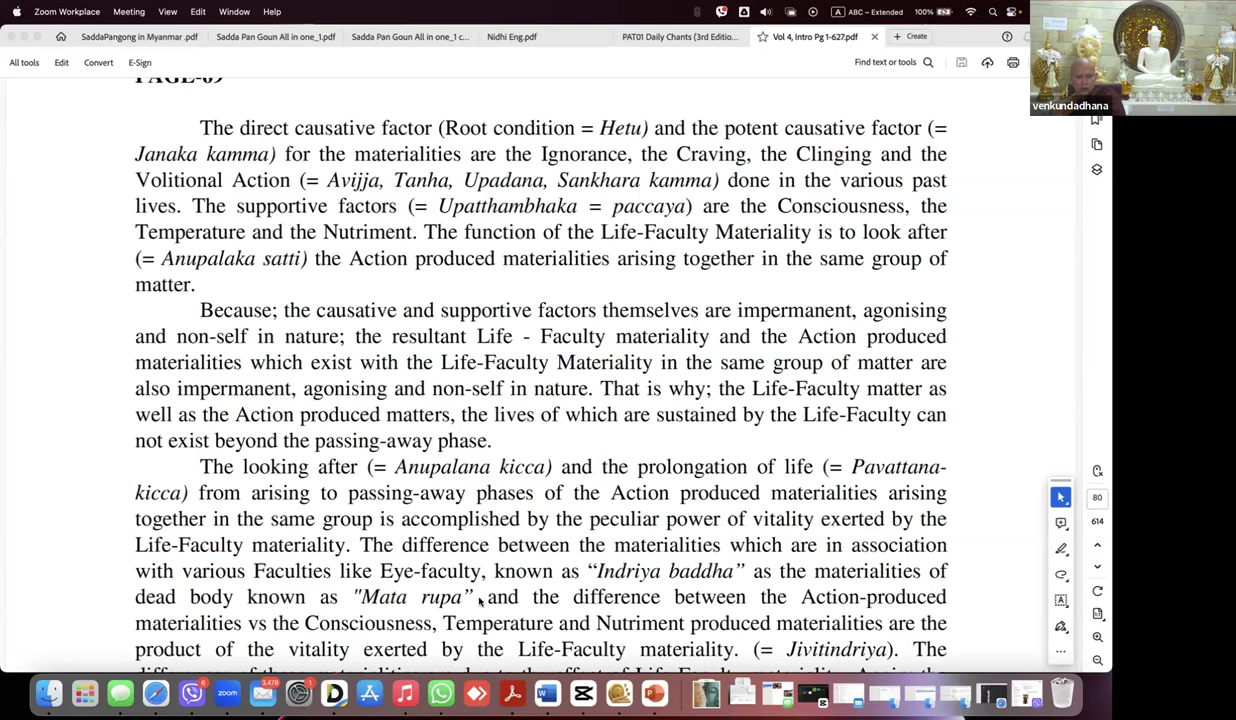 Zoom Workplace Meeting View Edit Window Help
ABC – Extended 100%
SaddaPangong in Myanmar .pdf Sadda Pan Goun All in one_1.pdf Sadda Pan Goun All in one_1 c... Nidhi Eng.pdf PAT01 Daily Chants (3rd Edition... Vol 4, Intro Pg 1-627.pdf Create
All tools Edit Convert E-Sign Find text or tools
venkundadhana
PAGE-69
The direct causative factor (Root condition = Hetu) and the potent causative factor (=
Janaka kamma) for the materialities are the Ignorance, the Craving, the Clinging and the
Volitional Action (= Avijja, Tanha, Upadana, Sankhara kamma) done in the various past
lives. The supportive factors (= Upatthambhaka = paccaya) are the Consciousness, the
Temperature and the Nutriment. The function of the Life-Faculty Materiality is to look after
(= Anupalaka satti) the Action produced materialities arising together in the same group of
matter.
Because; the causative and supportive factors themselves are impermanent, agonising
and non-self in nature; the resultant Life - Faculty materiality and the Action produced
materialities which exist with the Life-Faculty Materiality in the same group of matter are
also impermanent, agonising and non-self in nature. That is why; the Life-Faculty matter as
well as the Action produced matters, the lives of which are sustained by the Life-Faculty can
not exist beyond the passing-away phase.
The looking after (= Anupalana kicca) and the prolongation of life (= Pavattana-
kicca) from arising to passing-away phases of the Action produced materialities arising
together in the same group is accomplished by the peculiar power of vitality exerted by the
Life-Faculty materiality. The difference between the materialities which are in association
with various Faculties like Eye-faculty, known as “Indriya baddha” as the materialities of
dead body known as "Mata rupa” and the difference between the Action-produced
materialities vs the Consciousness, Temperature and Nutriment produced materialities are the
product of the vitality exerted by the Life-Faculty materiality. (= Jivitindriya). The
80
614
6
zoom
3,478
1